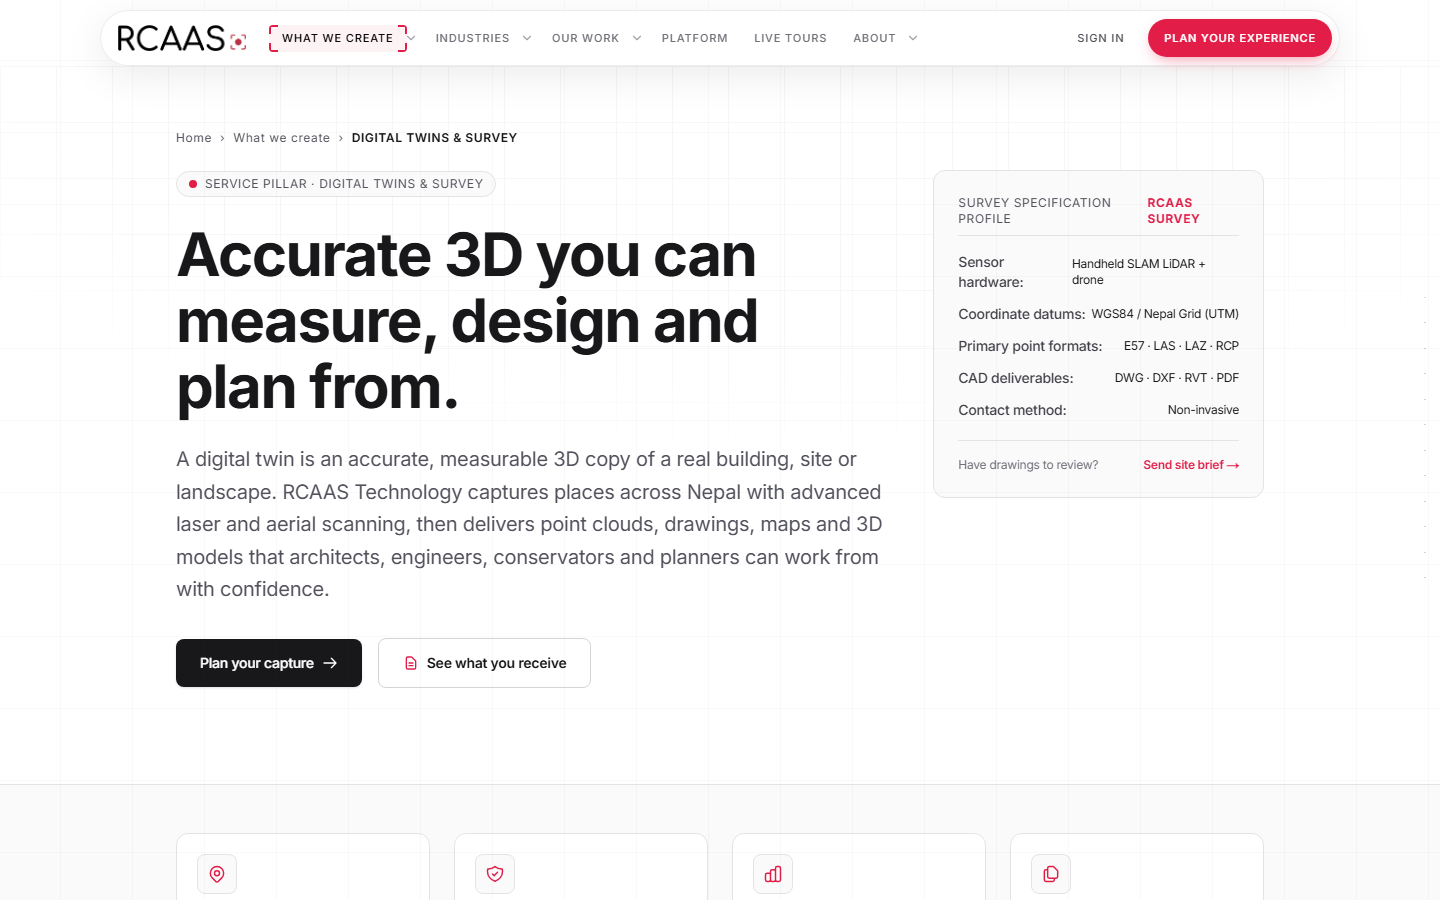 RCAAS
WHAT WE CREATE
INDUSTRIES
OUR WORK
PLATFORM
LIVE TOURS
ABOUT
SIGN IN
PLAN YOUR EXPERIENCE
Home › What we create › DIGITAL TWINS & SURVEY
SERVICE PILLAR · DIGITAL TWINS & SURVEY
Accurate 3D you can
measure, design and
plan from.
A digital twin is an accurate, measurable 3D copy of a real building, site or
landscape. RCAAS Technology captures places across Nepal with advanced
laser and aerial scanning, then delivers point clouds, drawings, maps and 3D
models that architects, engineers, conservators and planners can work from
with confidence.
Plan your capture →
See what you receive
SURVEY SPECIFICATION
PROFILE
RCAAS
SURVEY
Sensor
hardware:
Handheld SLAM LiDAR +
drone
Coordinate datums: WGS84 / Nepal Grid (UTM)
Primary point formats: E57 · LAS · LAZ · RCP
CAD deliverables: DWG · DXF · RVT · PDF
Contact method: Non-invasive
Have drawings to review? Send site brief →